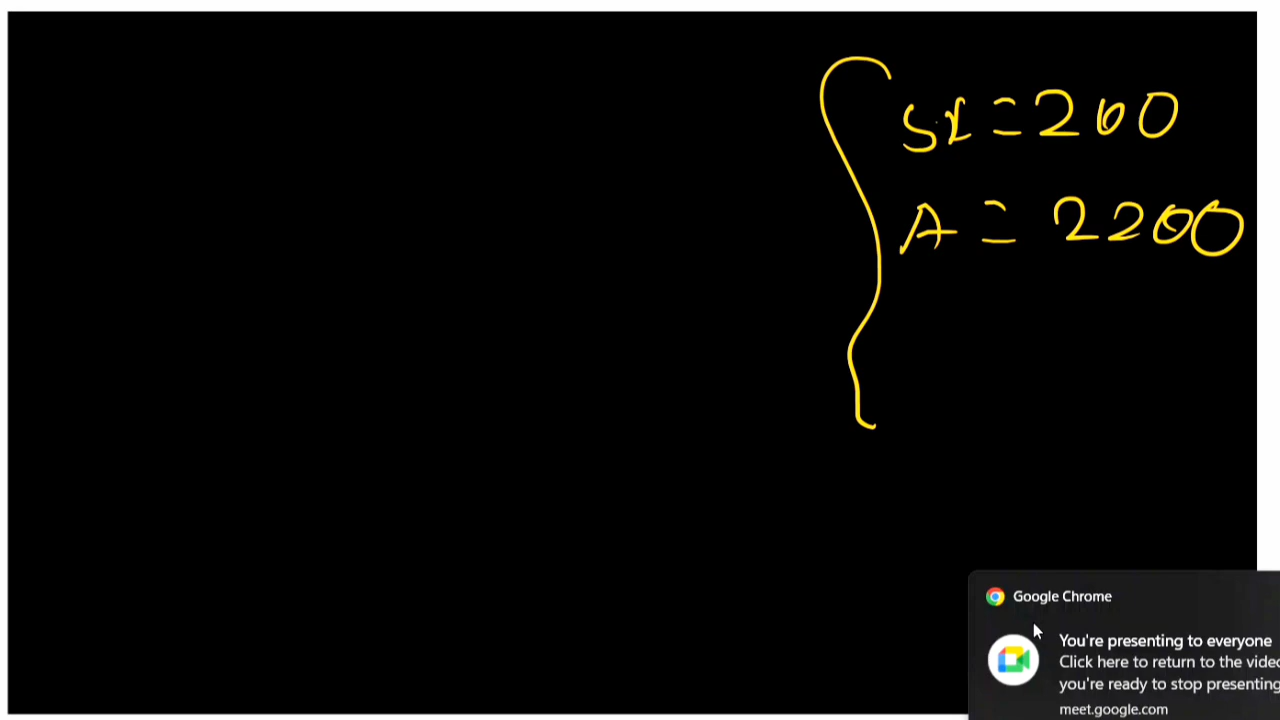 SI = 200
A = 2200
Google Chrome
You're presenting to everyone
Click here to return to the video
you're ready to stop presenting
meet.google.com